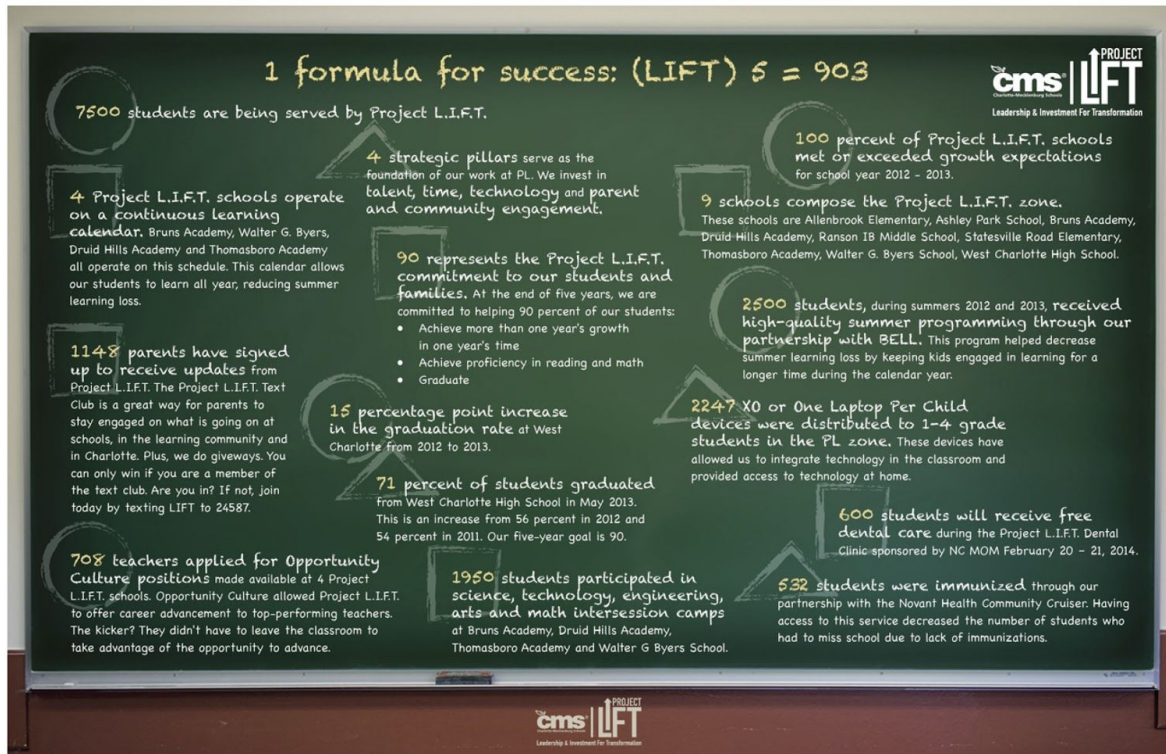 1 formula for success: (LIFT) 5 = 903
PROJECT
cms LIFT
Charlotte-Mecklenburg Schools
Leadership & Investment For Transformation
7500 students are being served by Project L.I.F.T.
4 Project L.I.F.T. schools operate
on a continuous learning
calendar. Bruns Academy, Walter G. Byers,
Druid Hills Academy and Thomasboro Academy
all operate on this schedule. This calendar allows
our students to learn all year, reducing summer
learning loss.
1148 parents have signed
up to receive updates from
Project L.I.F.T. The Project L.I.F.T. Text
Club is a great way for parents to
stay engaged on what is going on at
schools, in the learning community and
in Charlotte. Plus, we do giveways. You
can only win if you are a member of
the text club. Are you in? If not, join
today by texting LIFT to 24587.
708 teachers applied for Opportunity
Culture positions made available at 4 Project
L.I.F.T. schools. Opportunity Culture allowed Project L.I.F.T.
to offer career advancement to top-performing teachers.
The kicker? They didn't have to leave the classroom to
take advantage of the opportunity to advance.
4 strategic pillars serve as the
foundation of our work at PL. We invest in
talent, time, technology and parent
and community engagement.
90 represents the Project L.I.F.T.
commitment to our students and
families. At the end of five years, we are
committed to helping 90 percent of our students:
• Achieve more than one year's growth
in one year's time
• Achieve proficiency in reading and math
• Graduate
15 percentage point increase
in the graduation rate at West
Charlotte from 2012 to 2013.
71 percent of students graduated
from West Charlotte High School in May 2013.
This is an increase from 56 percent in 2012 and
54 percent in 2011. Our five-year goal is 90.
1950 students participated in
science, technology, engineering,
arts and math intersession camps
at Bruns Academy, Druid Hills Academy,
Thomasboro Academy and Walter G Byers School.
100 percent of Project L.I.F.T. schools
met or exceeded growth expectations
for school year 2012 - 2013.
9 schools compose the Project L.I.F.T. zone.
These schools are Allenbrook Elementary, Ashley Park School, Bruns Academy,
Druid Hills Academy, Ranson IB Middle School, Statesville Road Elementary,
Thomasboro Academy, Walter G. Byers School, West Charlotte High School.
2500 students, during summers 2012 and 2013, received
high-quality summer programming through our
partnership with BELL. This program helped decrease
summer learning loss by keeping kids engaged in learning for a
longer time during the calendar year.
2247 XO or One Laptop Per Child
devices were distributed to 1-4 grade
students in the PL zone. These devices have
allowed us to integrate technology in the classroom and
provided access to technology at home.
600 students will receive free
dental care during the Project L.I.F.T. Dental
Clinic sponsored by NC MOM February 20 - 21, 2014.
532 students were immunized through our
partnership with the Novant Health Community Cruiser. Having
access to this service decreased the number of students who
had to miss school due to lack of immunizations.
PROJECT
cms LIFT
Charlotte-Mecklenburg Schools
Leadership & Investment For Transformation